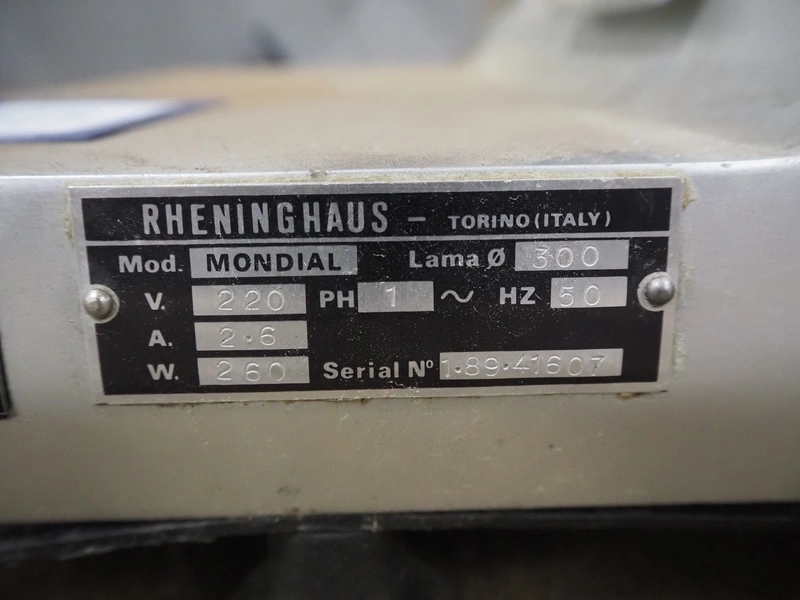 RHENINGHAUS - TORINO (ITALY)
Mod. MONDIAL Lama Ø 300
V. 220 PH 1 ~ HZ 50
A. 2.6
W. 260 Serial Nº 1.89.41607